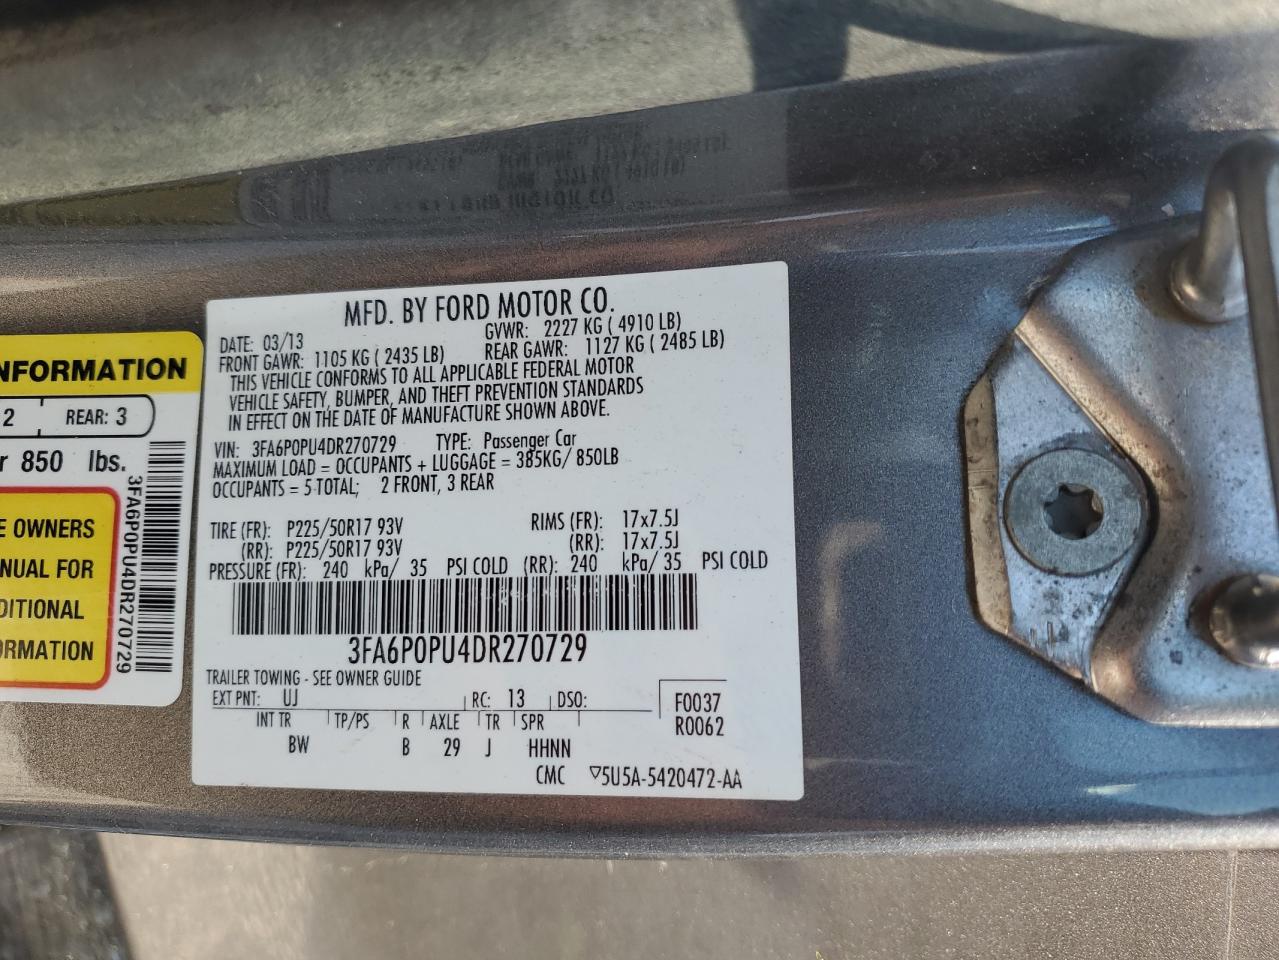 MFD. BY FORD MOTOR CO.
DATE: 03/13 GVWR: 2227 KG ( 4910 LB)
FRONT GAWR: 1105 KG ( 2435 LB) REAR GAWR: 1127 KG ( 2485 LB)
THIS VEHICLE CONFORMS TO ALL APPLICABLE FEDERAL MOTOR
VEHICLE SAFETY, BUMPER, AND THEFT PREVENTION STANDARDS
IN EFFECT ON THE DATE OF MANUFACTURE SHOWN ABOVE.
VIN: 3FA6P0PU4DR270729 TYPE: Passenger Car
MAXIMUM LOAD = OCCUPANTS + LUGGAGE = 385KG/ 850LB
OCCUPANTS = 5 TOTAL; 2 FRONT, 3 REAR
TIRE (FR): P225/50R17 93V RIMS (FR): 17x7.5J
(RR): P225/50R17 93V (RR): 17x7.5J
PRESSURE (FR): 240 kPa/ 35 PSI COLD (RR): 240 kPa/ 35 PSI COLD
3FA6P0PU4DR270729
TRAILER TOWING - SEE OWNER GUIDE
EXT PNT: UJ RC: 13 DSO: F0037
INT TR TP/PS R AXLE TR SPR R0062
BW B 29 J HHNN
CMC ▽5U5A-5420472-AA
NFORMATION
2 REAR: 3
r 850 lbs.
E OWNERS
NUAL FOR
DITIONAL
ORMATION
3FA6P0PU4DR270729